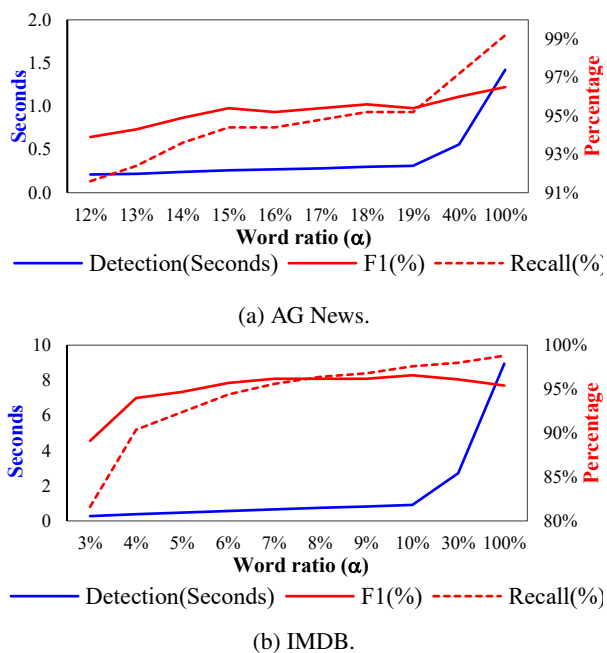 2.0 99%
1.5 97%
1.0 95%
0.5 93%
0.0 91%
Seconds
Percentage
12% 13% 14% 15% 16% 17% 18% 19% 40% 100%
Word ratio (α)
Detection(Seconds) F1(%) Recall(%)
(a) AG News.
10 100%
8 95%
6 90%
4 85%
2 80%
0
Seconds
Percentage
3% 4% 5% 6% 7% 8% 9% 10% 30% 100%
Word ratio (α)
Detection(Seconds) F1(%) Recall(%)
(b) IMDB.